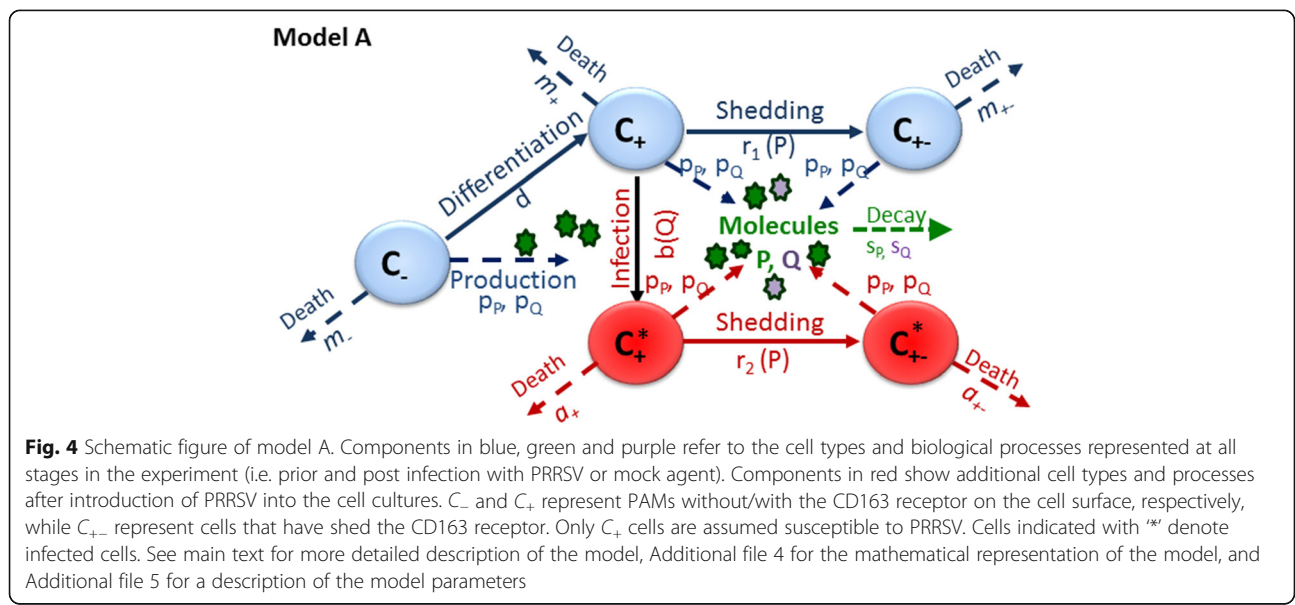 Model A
Death
m₊
Death
m₊₋
C₊
Shedding
r₁ (P)
C₊₋
Differentiation
d
pₚ, p_Q
pₚ, p_Q
Infection
b(Q)
Molecules
P, Q
Decay
sₚ, s_Q
C₋
Production
pₚ, p_Q
Death
m₋
pₚ, p_Q
pₚ, p_Q
C₊*
Shedding
r₂ (P)
C₊₋*
Death
a₊
Death
a₊₋
Fig. 4 Schematic figure of model A. Components in blue, green and purple refer to the cell types and biological processes represented at all
stages in the experiment (i.e. prior and post infection with PRRSV or mock agent). Components in red show additional cell types and processes
after introduction of PRRSV into the cell cultures. C₋ and C₊ represent PAMs without/with the CD163 receptor on the cell surface, respectively,
while C₊₋ represent cells that have shed the CD163 receptor. Only C₊ cells are assumed susceptible to PRRSV. Cells indicated with ‘*’ denote
infected cells. See main text for more detailed description of the model, Additional file 4 for the mathematical representation of the model, and
Additional file 5 for a description of the model parameters